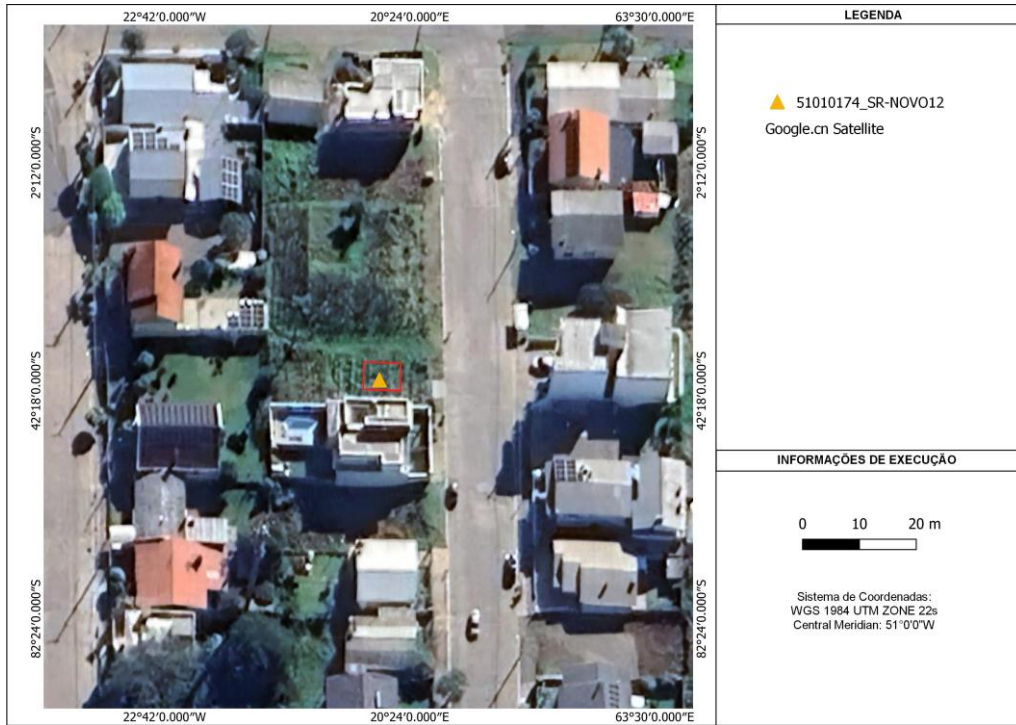 22°42'0.000"W 20°24'0.000"E 63°30'0.000"E
LEGENDA
51010174_SR-NOVO12
Google.cn Satellite
2°12'0.000"S 2°12'0.000"S
42°18'0.000"S 42°18'0.000"S
INFORMAÇÕES DE EXECUÇÃO
0 10 20 m
Sistema de Coordenadas:
WGS 1984 UTM ZONE 22s
Central Meridian: 51°0'0"W
82°24'0.000"S 82°24'0.000"S
22°42'0.000"W 20°24'0.000"E 63°30'0.000"E